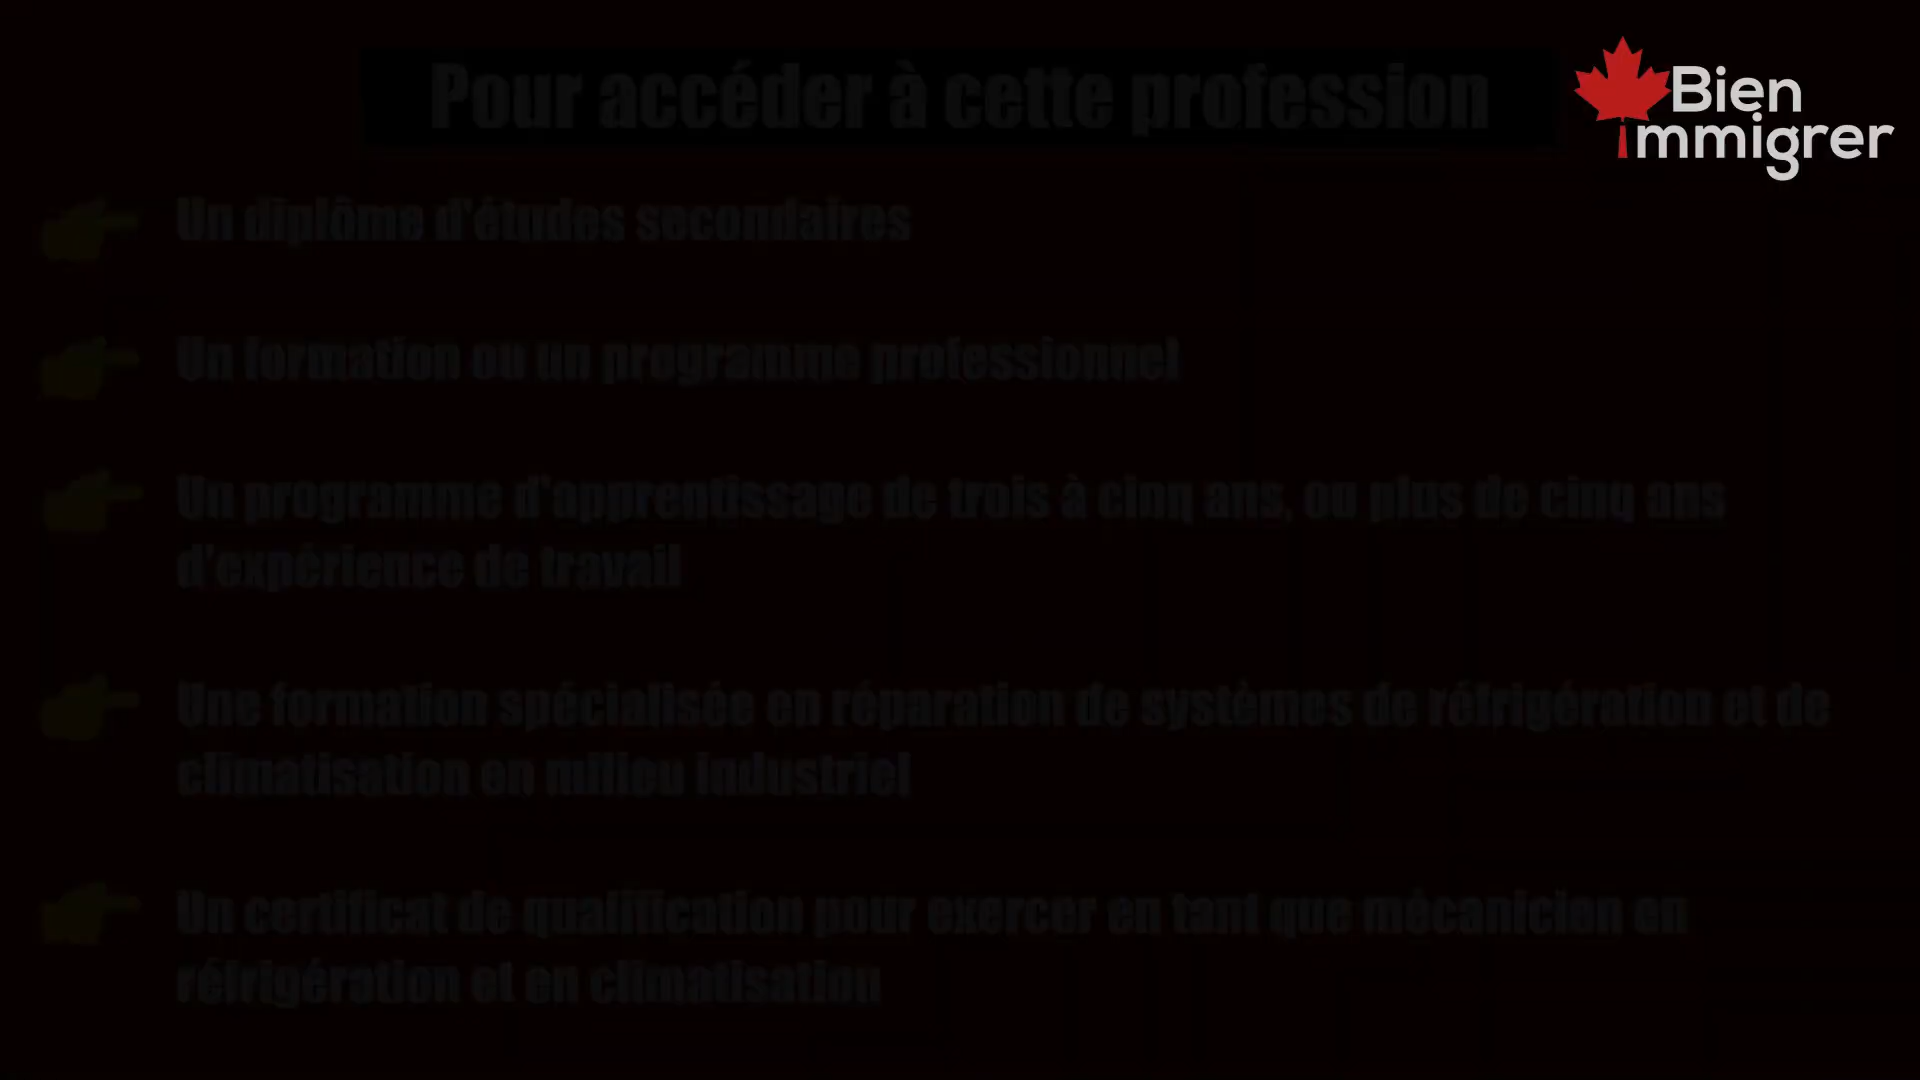 Pour accéder à cette profession
Bien
immigrer
Un diplôme d'études secondaires
Un formation ou un programme professionnel
Un programme d'apprentissage de trois à cinq ans, ou plus de cinq ans
d'expérience de travail
Une formation spécialisée en réparation de systèmes de réfrigération et de
climatisation en milieu industriel
Un certificat de qualification pour exercer en tant que mécanicien en
réfrigération et en climatisation